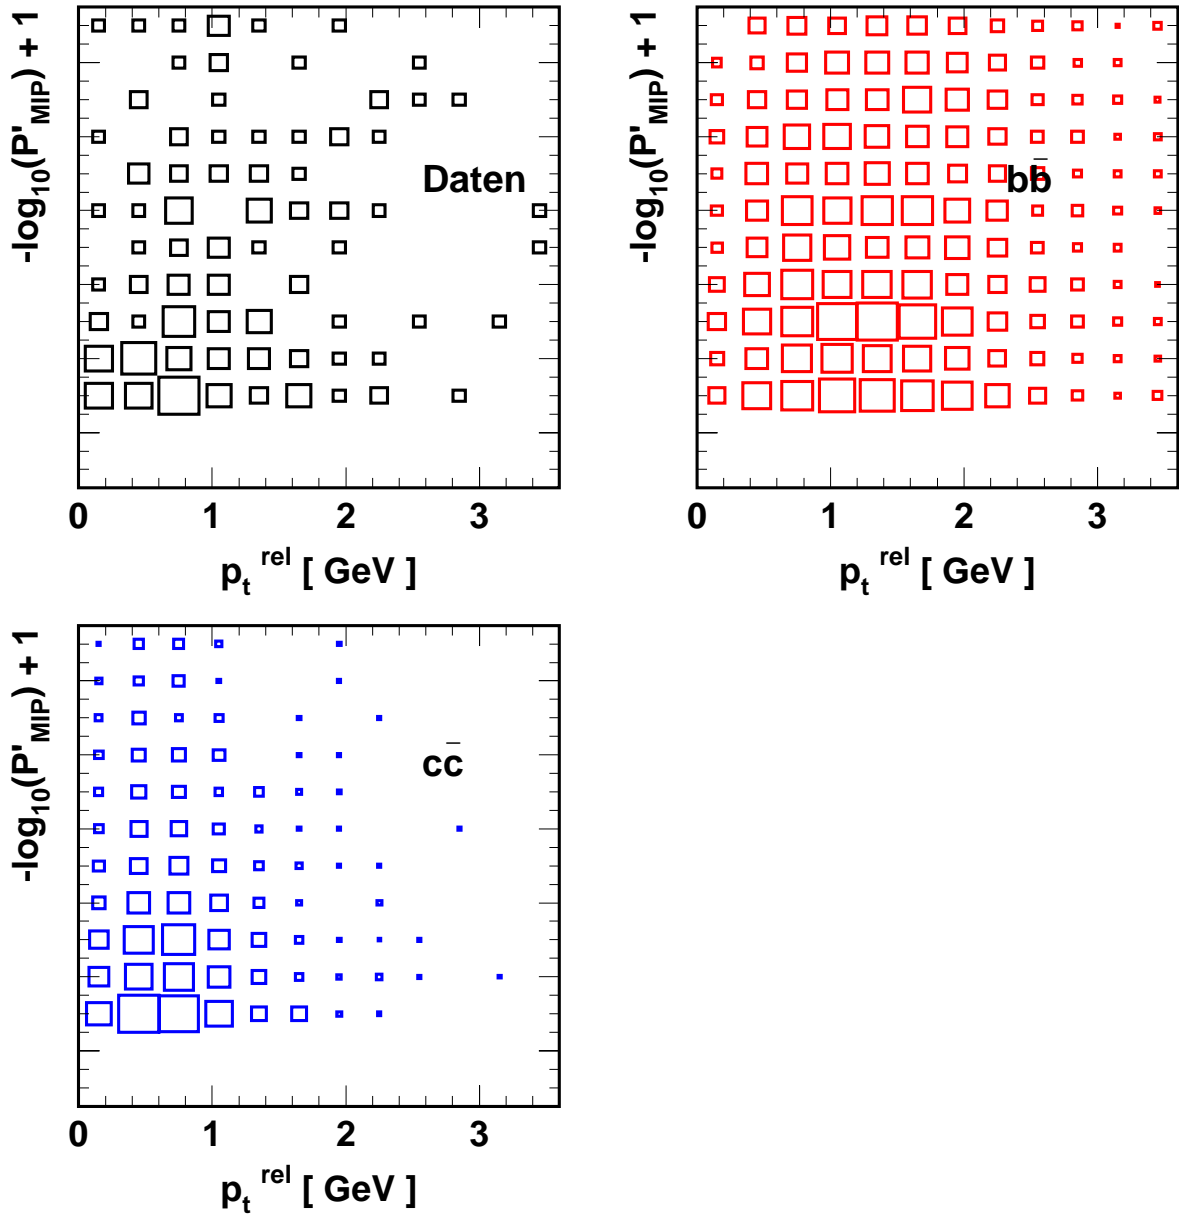 -log10(P'MIP) + 1
Daten
0 1 2 3
pt rel [ GeV ]
-log10(P'MIP) + 1
bb̄
0 1 2 3
pt rel [ GeV ]
-log10(P'MIP) + 1
cc̄
0 1 2 3
pt rel [ GeV ]